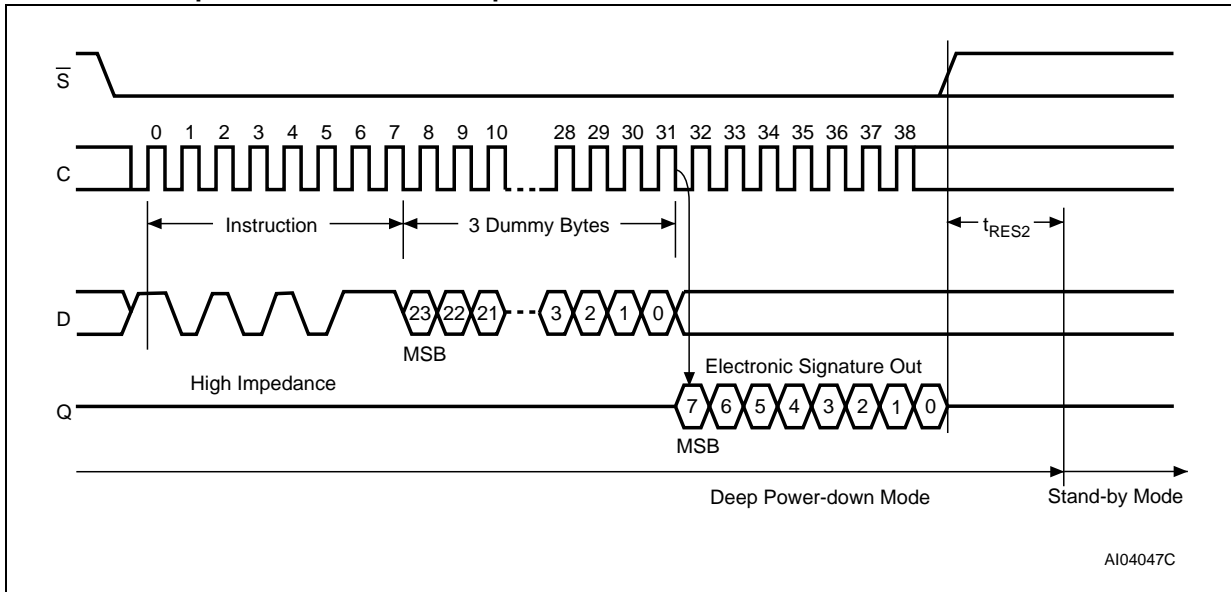 S
0 1 2 3 4 5 6 7 8 9 10 28 29 30 31 32 33 34 35 36 37 38
C
Instruction 3 Dummy Bytes tRES2
D 23 22 21 3 2 1 0
MSB
High Impedance Electronic Signature Out
Q 7 6 5 4 3 2 1 0
MSB
Deep Power-down Mode Stand-by Mode
AI04047C